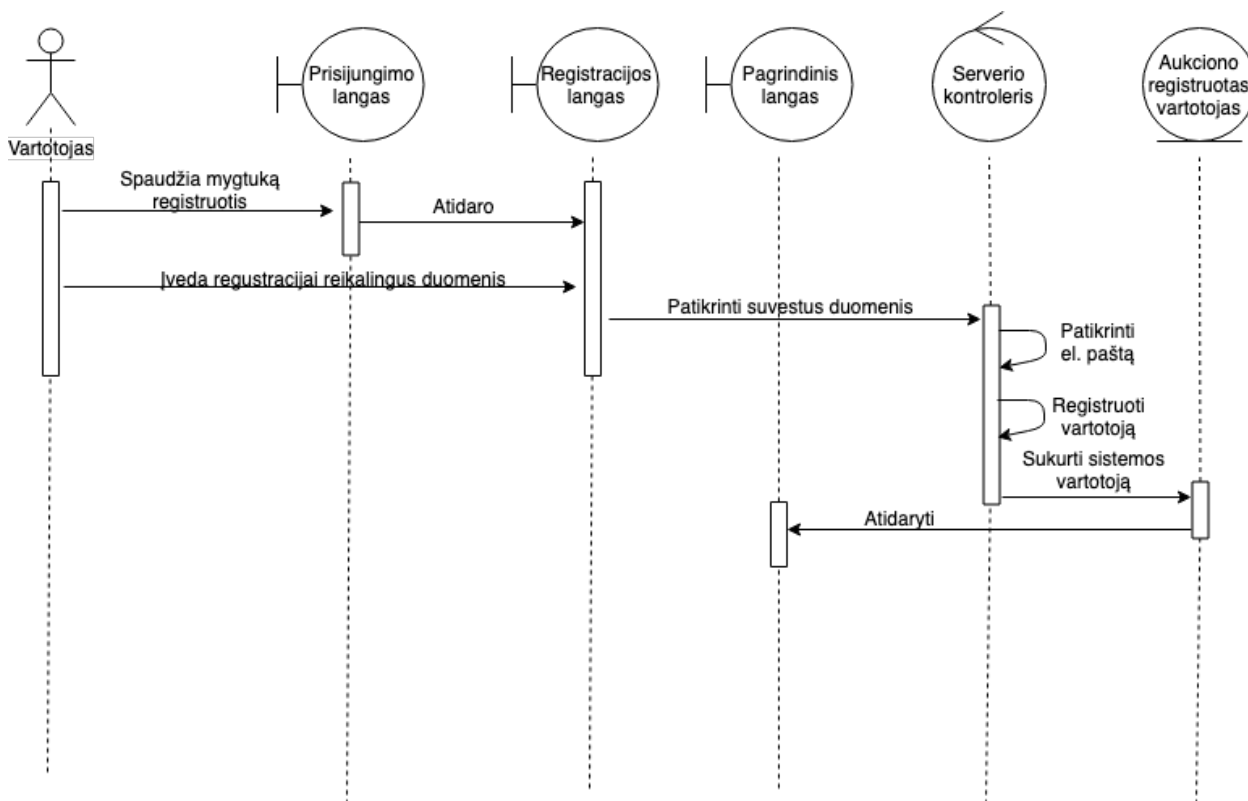 Prisijungimo
langas
Registracijos
langas
Pagrindinis
langas
Serverio
kontroleris
Aukciono
registruotas
vartotojas
Vartotojas
Spaudžia mygtuką
registruotis
Atidaro
Įveda regustracijai reikalingus duomenis
Patikrinti suvestus duomenis
Patikrinti
el. paštą
Registruoti
vartotoją
Sukurti sistemos
vartotoją
Atidaryti